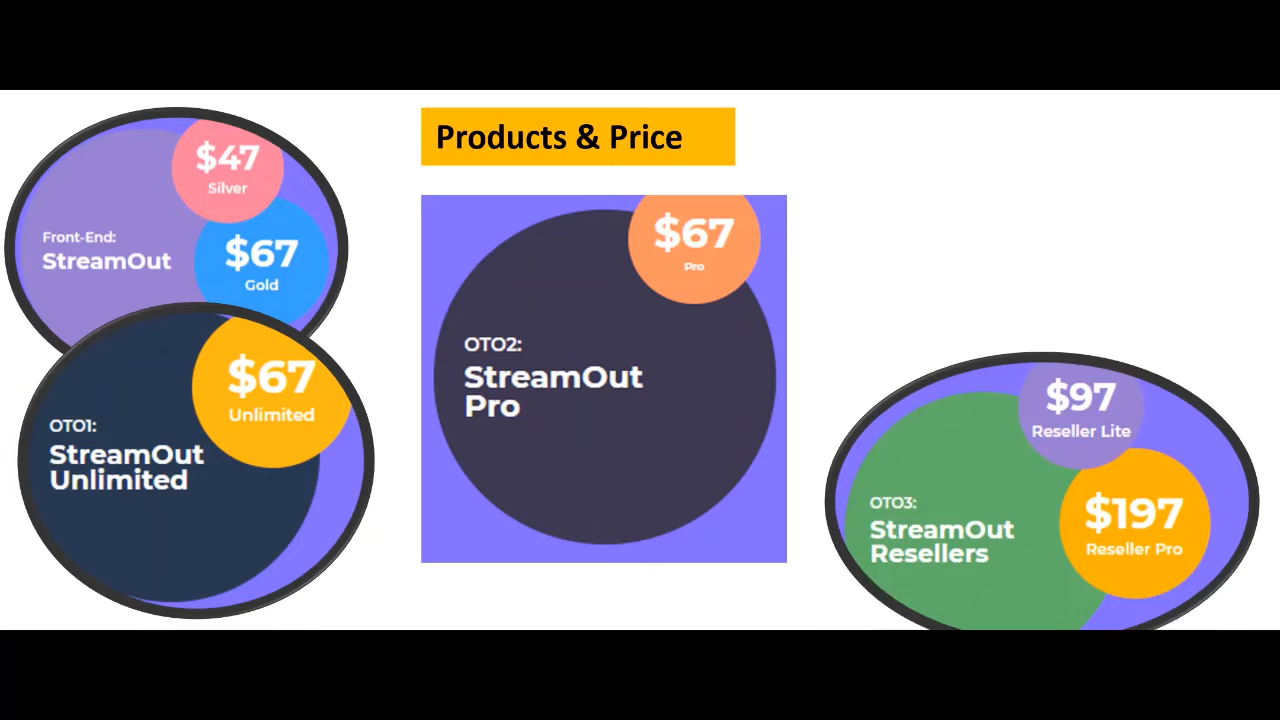 Products & Price
$47
Silver
Front-End:
StreamOut
$67
Gold
OTO1:
StreamOut
Unlimited
$67
Unlimited
OTO2:
StreamOut
Pro
$67
Pro
OTO3:
StreamOut
Resellers
$97
Reseller Lite
$197
Reseller Pro